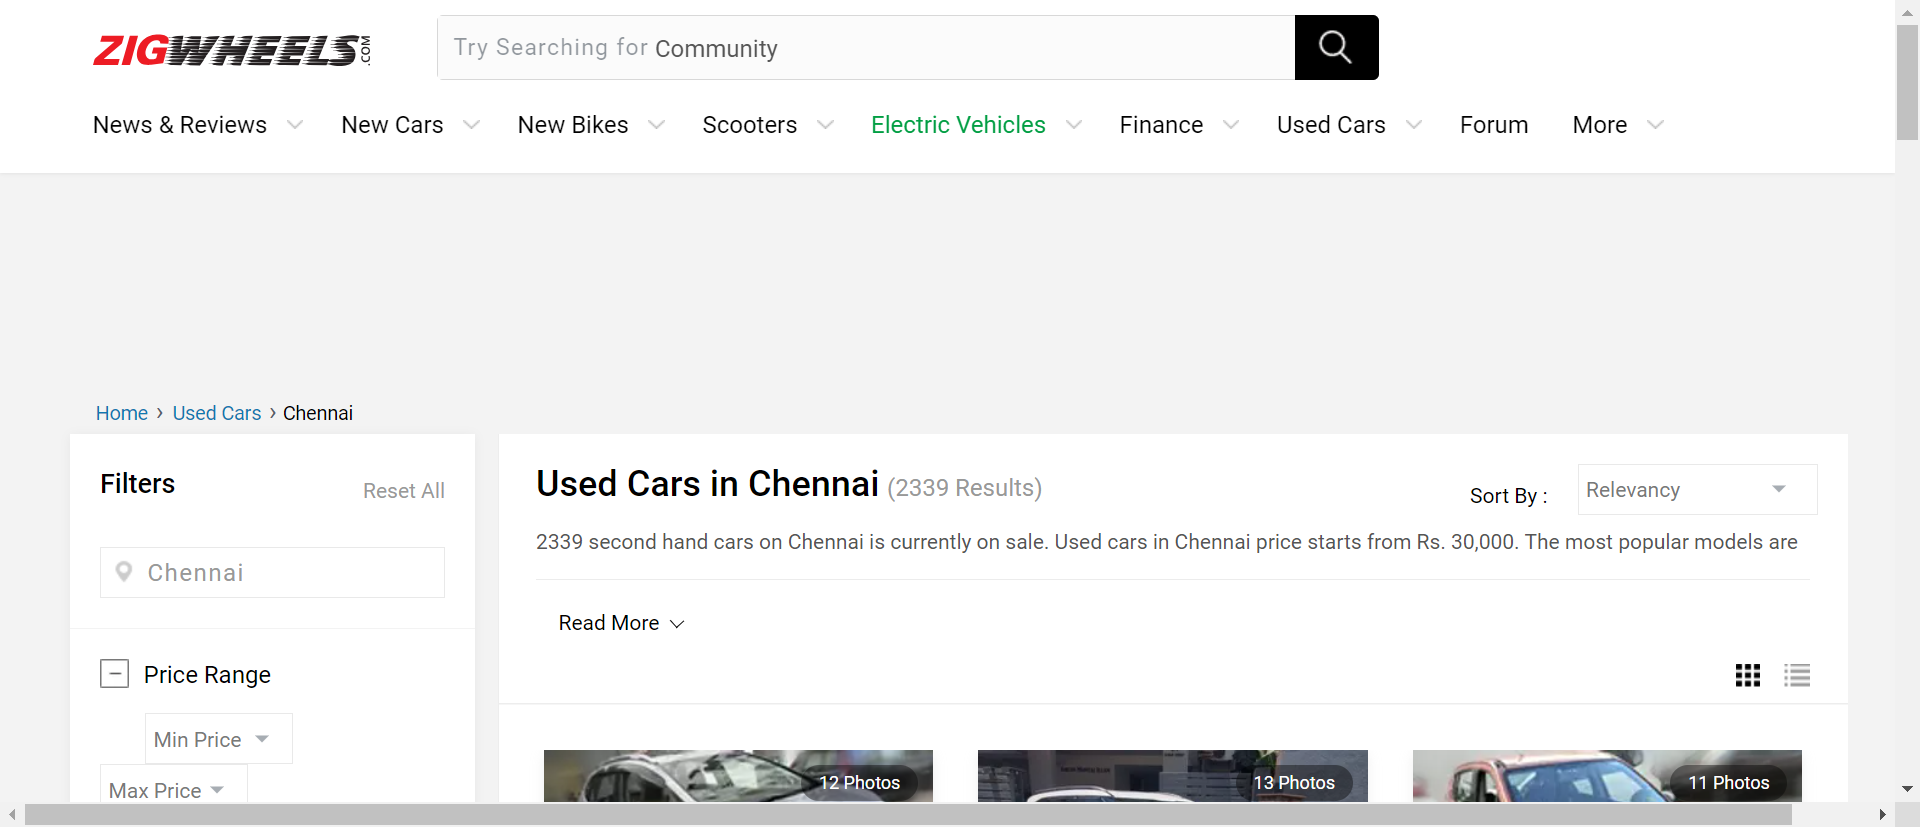 ZIGWHEELS.COM
Try Searching for Community
News & Reviews New Cars New Bikes Scooters Electric Vehicles Finance Used Cars Forum More
Home › Used Cars › Chennai
Filters
Reset All
Chennai
Price Range
Min Price
Max Price
Used Cars in Chennai (2339 Results)
Sort By :
Relevancy
2339 second hand cars on Chennai is currently on sale. Used cars in Chennai price starts from Rs. 30,000. The most popular models are
Read More
12 Photos
13 Photos
11 Photos